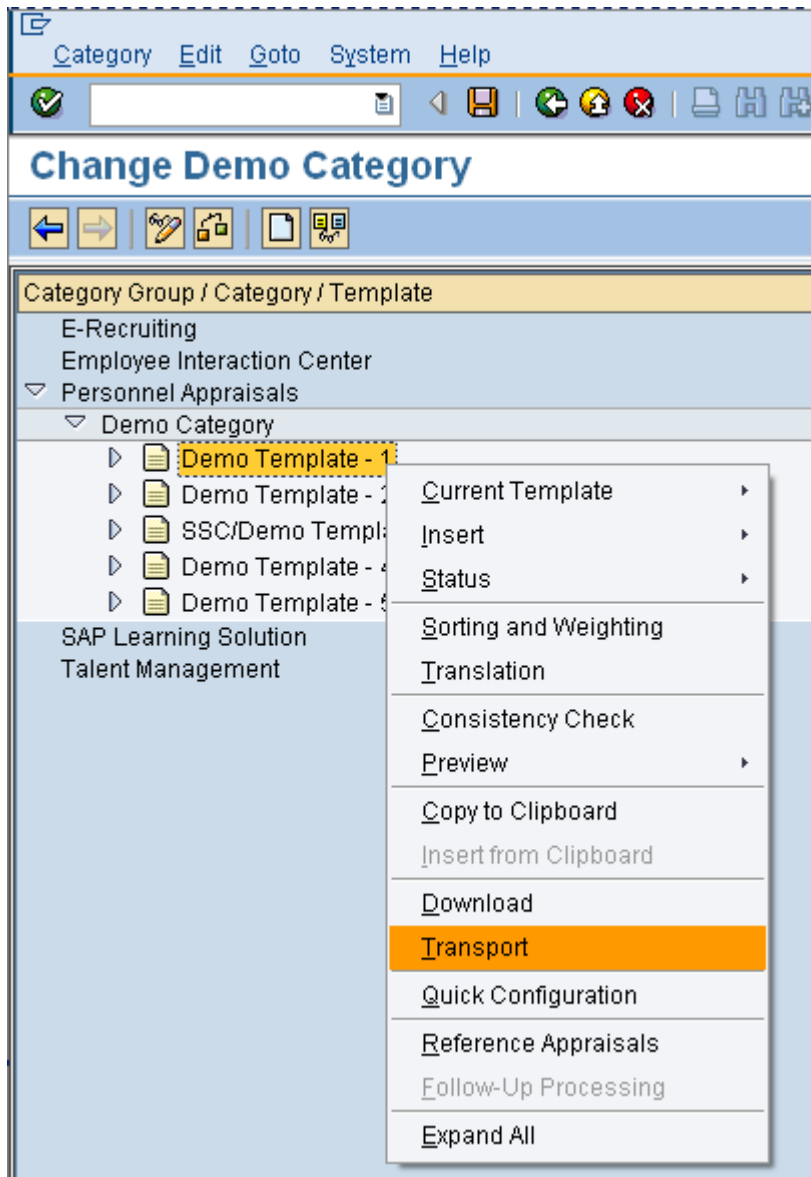 Category Edit Goto System Help
Change Demo Category
Category Group / Category / Template
E-Recruiting
Employee Interaction Center
Personnel Appraisals
Demo Category
Demo Template - 1
Demo Template -
SSC/Demo
Demo Template -
Demo Template -
SAP Learning Solution
Talent Management
Current Template
Insert
Status
Sorting and Weighting
Translation
Consistency Check
Preview
Copy to Clipboard
Insert from Clipboard
Download
Transport
Quick Configuration
Reference Appraisals
Follow-Up Processing
Expand All